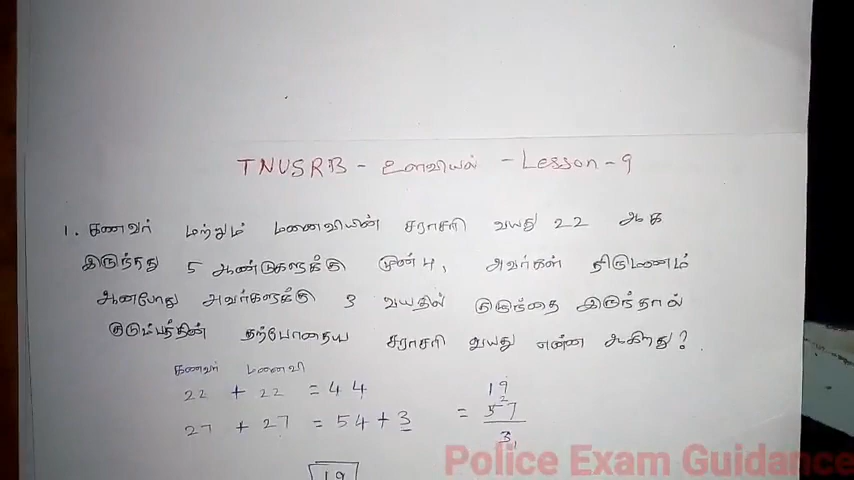 TNUSRB - உளவியல் - Lesson - 9
1. கணவர் மற்றும் மனைவியின் சராசரி வயது 22 ஆக
இருந்தது 5 ஆண்டுகளுக்கு முன்பு, அவர்கள் திருமணம்
ஆனபோது அவர்களுக்கு 3 வயதில் குழந்தை இருந்தால்
குடும்பத்தின் தற்போதைய சராசரி வயது என்ன ஆகிறது?
கணவர் மனைவி
22 + 22 = 44
27 + 27 = 54 + 3 = 57
3
19
19
Police Exam Guidance